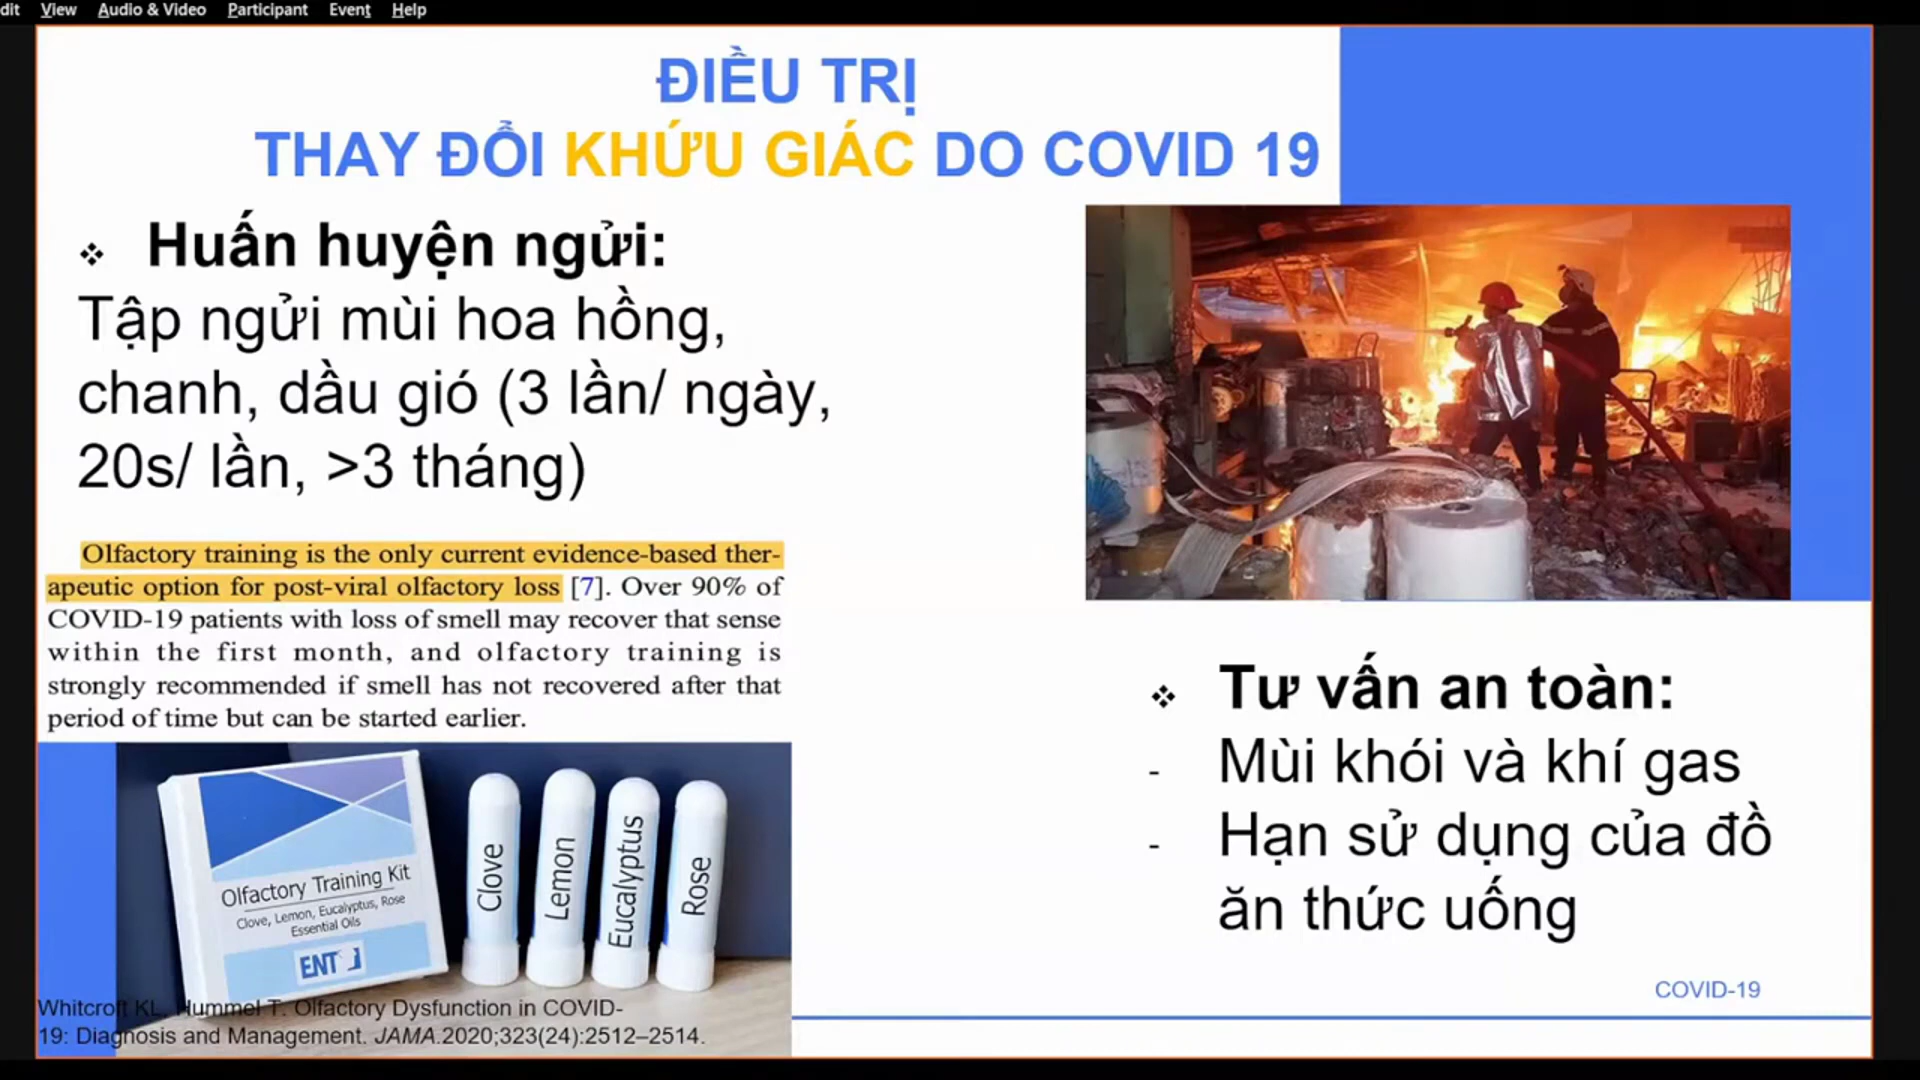 dit View Audio & Video Participant Event Help
ĐIỀU TRỊ
THAY ĐỔI KHỨU GIÁC DO COVID 19
❖ Huấn huyện ngửi:
Tập ngửi mùi hoa hồng,
chanh, dầu gió (3 lần/ ngày,
20s/ lần, >3 tháng)
Olfactory training is the only current evidence-based ther-
apeutic option for post-viral olfactory loss [7]. Over 90% of
COVID-19 patients with loss of smell may recover that sense
within the first month, and olfactory training is
strongly recommended if smell has not recovered after that
period of time but can be started earlier.
Olfactory Training Kit
Clove, Lemon, Eucalyptus, Rose
Essential Oils
ENT
Clove
Lemon
Eucalyptus
Rose
Whitcroft KL, Hummel T. Olfactory Dysfunction in COVID-
19: Diagnosis and Management. JAMA.2020;323(24):2512–2514.
❖ Tư vấn an toàn:
- Mùi khói và khí gas
- Hạn sử dụng của đồ
ăn thức uống
COVID-19